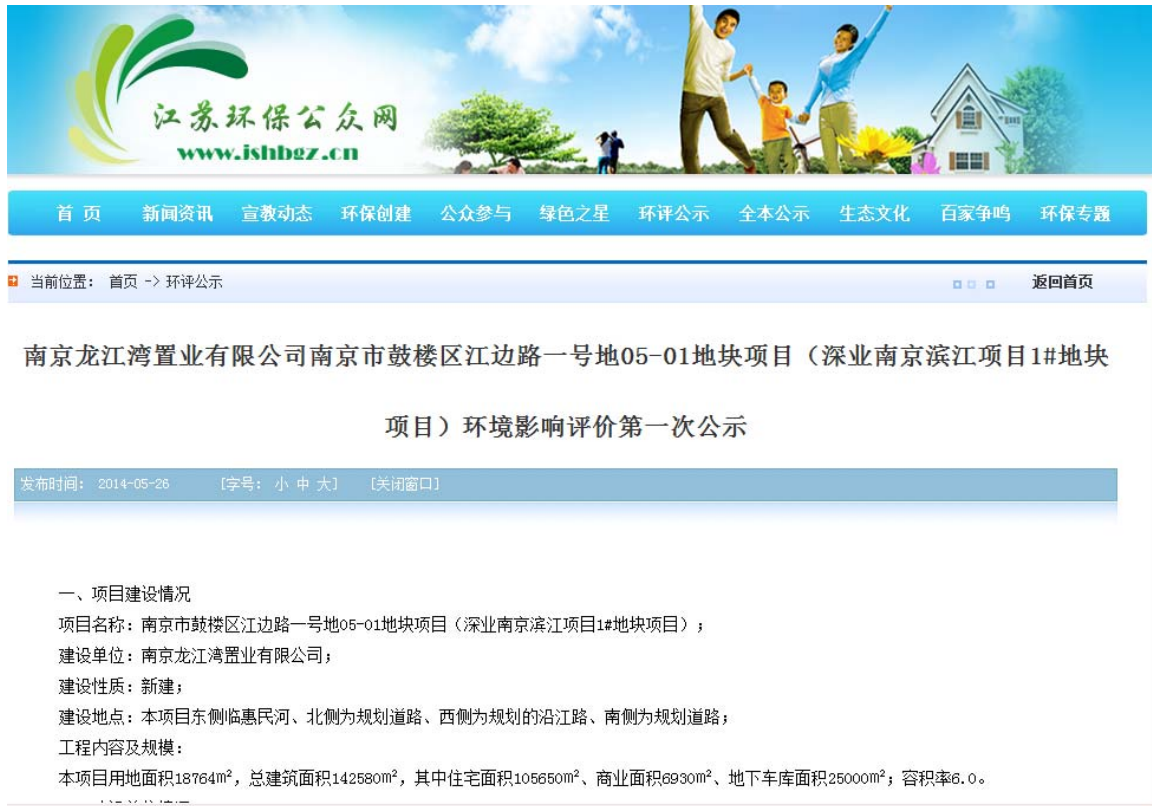 江苏环保公众网
www.jshbgz.cn
首 页 新闻资讯 宣教动态 环保创建 公众参与 绿色之星 环评公示 全本公示 生态文化 百家争鸣 环保专题
当前位置： 首页 -> 环评公示 返回首页
南京龙江湾置业有限公司南京市鼓楼区江边路一号地05-01地块项目（深业南京滨江项目1#地块
项目）环境影响评价第一次公示
发布时间： 2014-05-26 [字号： 小 中 大] [关闭窗口]
一、项目建设情况
项目名称：南京市鼓楼区江边路一号地05-01地块项目（深业南京滨江项目1#地块项目）；
建设单位：南京龙江湾置业有限公司；
建设性质：新建；
建设地点：本项目东侧临惠民河、北侧为规划道路、西侧为规划的沿江路、南侧为规划道路；
工程内容及规模：
本项目用地面积18764m²，总建筑面积142580m²，其中住宅面积105650m²、商业面积6930m²、地下车库面积25000m²；容积率6.0。